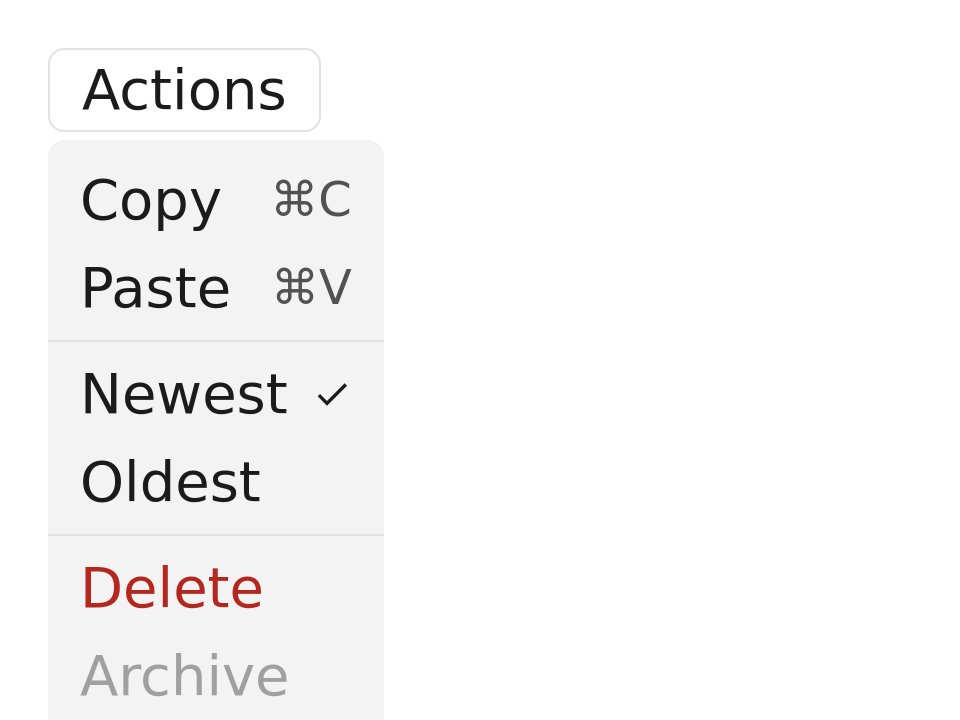 Actions
Copy ⌘C
Paste ⌘V
Newest ✓
Oldest
Delete
Archive